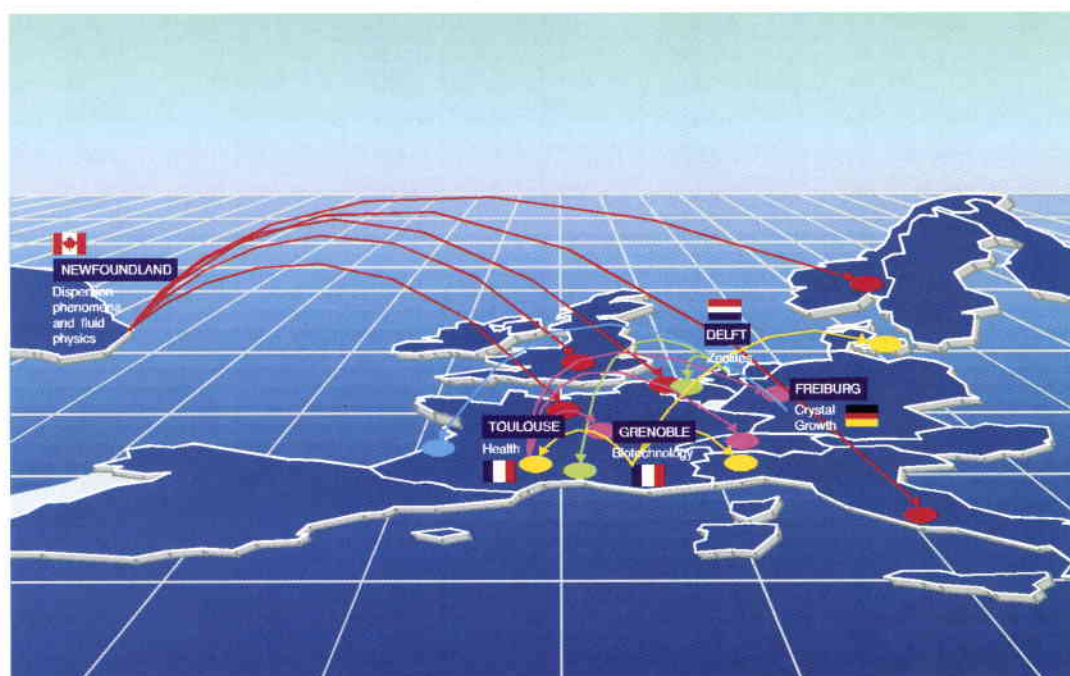 NEWFOUNDLAND
Dispersion
phenomena
and fluid
physics
DELFT
Zeolites
FREIBURG
Crystal
Growth
TOULOUSE
Health
GRENOBLE
Biotechnology